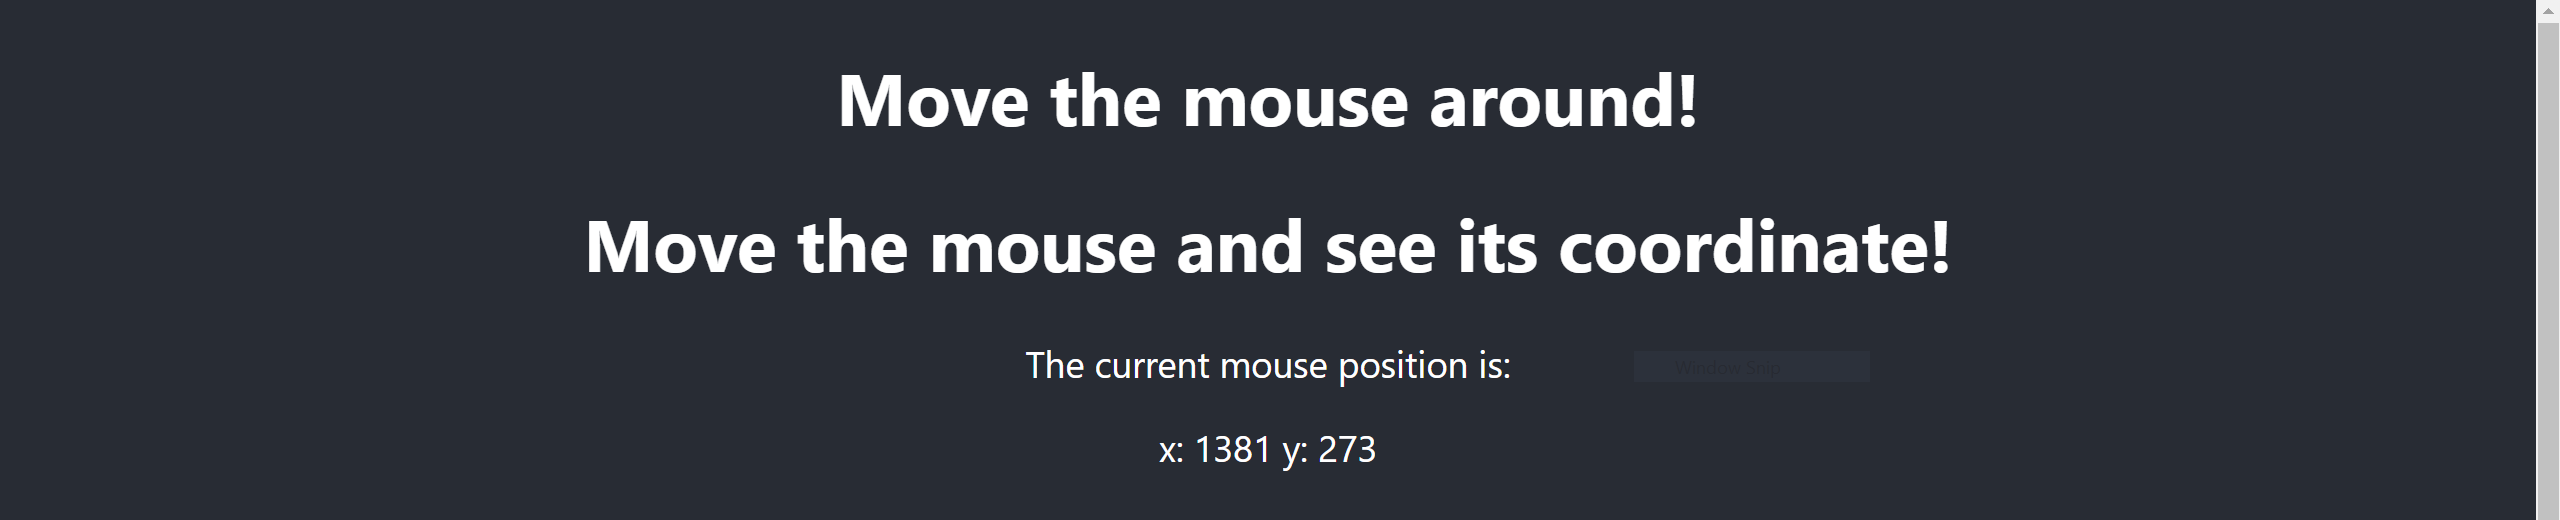 Move the mouse around!
Move the mouse and see its coordinate!
The current mouse position is:
Window Snip
x: 1381 y: 273